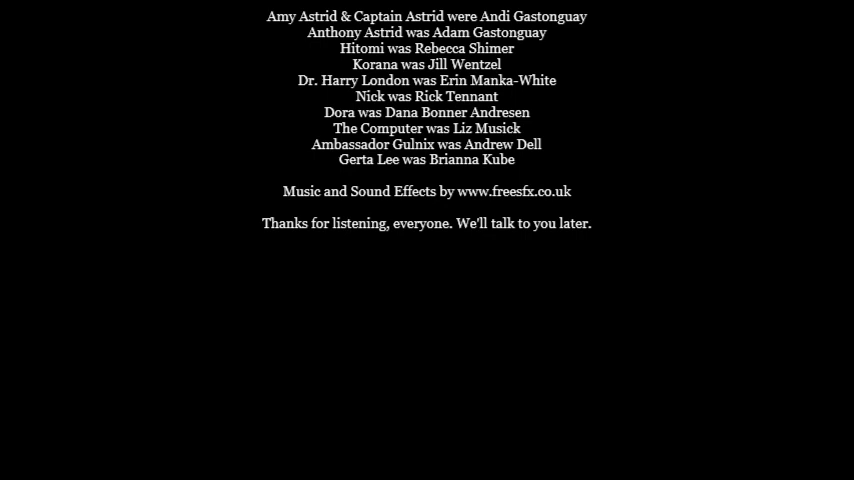 Amy Astrid & Captain Astrid were Andi Gastonguay
Anthony Astrid was Adam Gastonguay
Hitomi was Rebecca Shimer
Korana was Jill Wentzel
Dr. Harry London was Erin Manka-White
Nick was Rick Tennant
Dora was Dana Bonner Andresen
The Computer was Liz Musick
Ambassador Gulnix was Andrew Dell
Gerta Lee was Brianna Kube
Music and Sound Effects by www.freesfx.co.uk
Thanks for listening, everyone. We'll talk to you later.